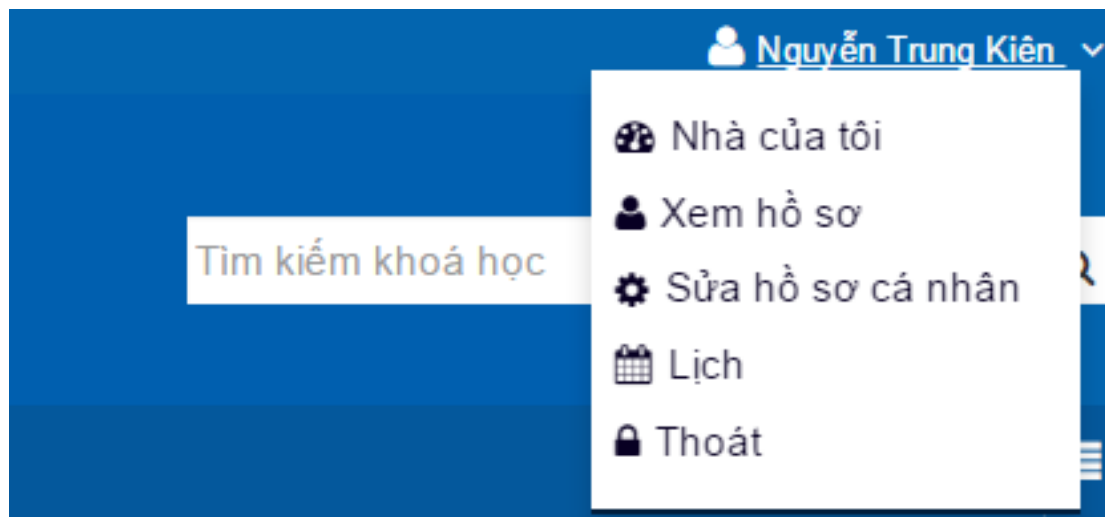 Nguyễn Trung Kiên
Nhà của tôi
Xem hồ sơ
Tìm kiếm khoá học
Sửa hồ sơ cá nhân
Lịch
Thoát